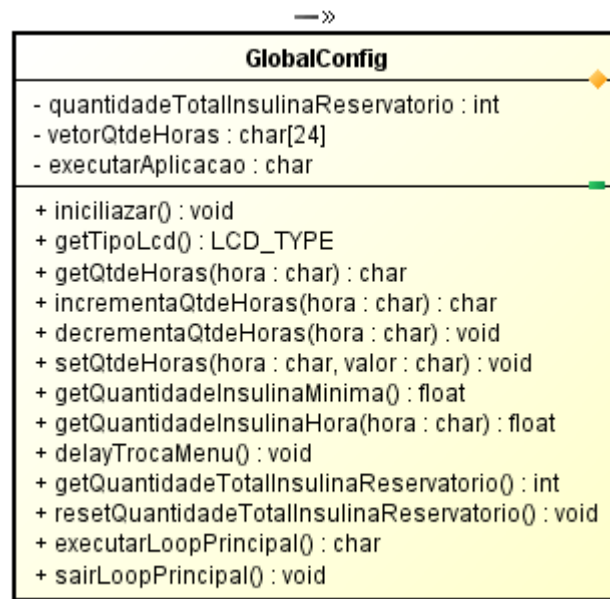 GlobalConfig
- quantidadeTotalInsulinaReservatorio : int
- vetorQtdeHoras : char[24]
- executarAplicacao : char
+ iniciliazar() : void
+ getTipoLcd() : LCD_TYPE
+ getQtdeHoras(hora : char) : char
+ incrementaQtdeHoras(hora : char) : char
+ decrementaQtdeHoras(hora : char) : void
+ setQtdeHoras(hora : char, valor : char) : void
+ getQuantidadeInsulinaMinima() : float
+ getQuantidadeInsulinaHora(hora : char) : float
+ delayTrocaMenu() : void
+ getQuantidadeTotalInsulinaReservatorio() : int
+ resetQuantidadeTotalInsulinaReservatorio() : void
+ executarLoopPrincipal() : char
+ sairLoopPrincipal() : void